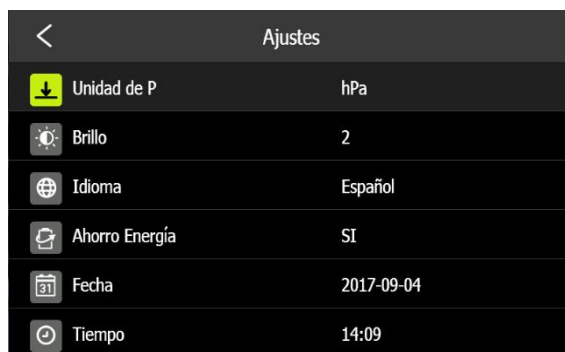 Ajustes
Unidad de P hPa
Brillo 2
Idioma Español
Ahorro Energía SI
31 Fecha 2017-09-04
Tiempo 14:09